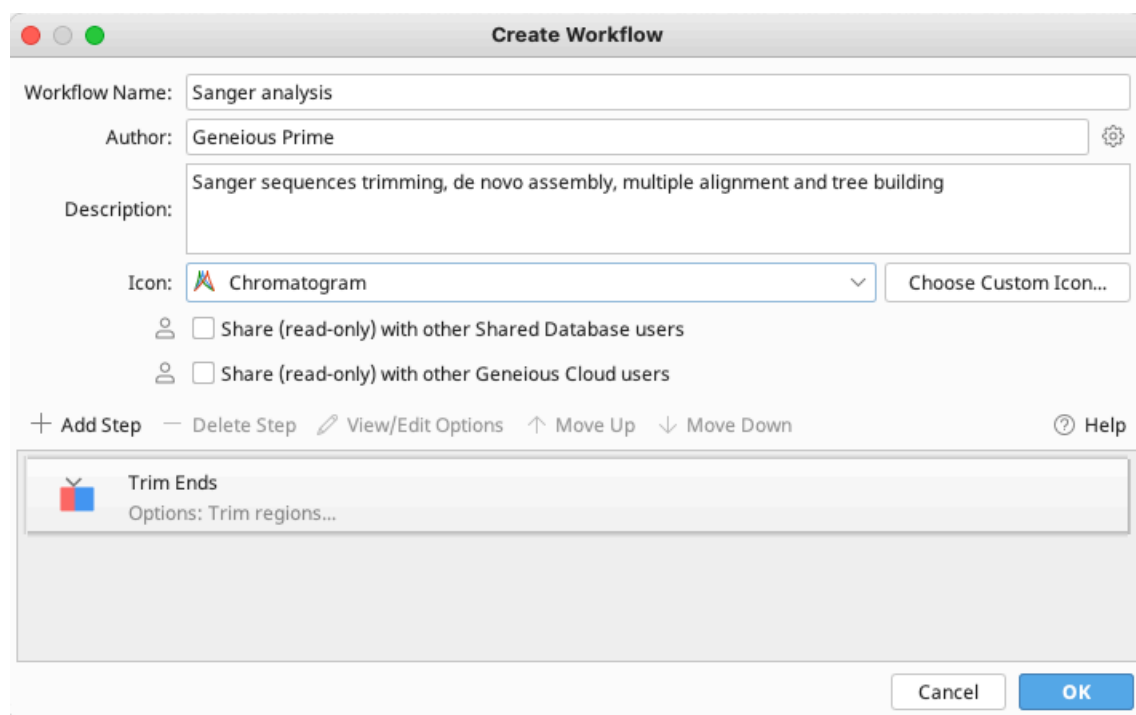 Create Workflow
Workflow Name: Sanger analysis
Author: Geneious Prime
Description: Sanger sequences trimming, de novo assembly, multiple alignment and tree building
Icon: Chromatogram Choose Custom Icon...
Share (read-only) with other Shared Database users
Share (read-only) with other Geneious Cloud users
Add Step Delete Step View/Edit Options Move Up Move Down Help
Trim Ends
Options: Trim regions...
Cancel OK